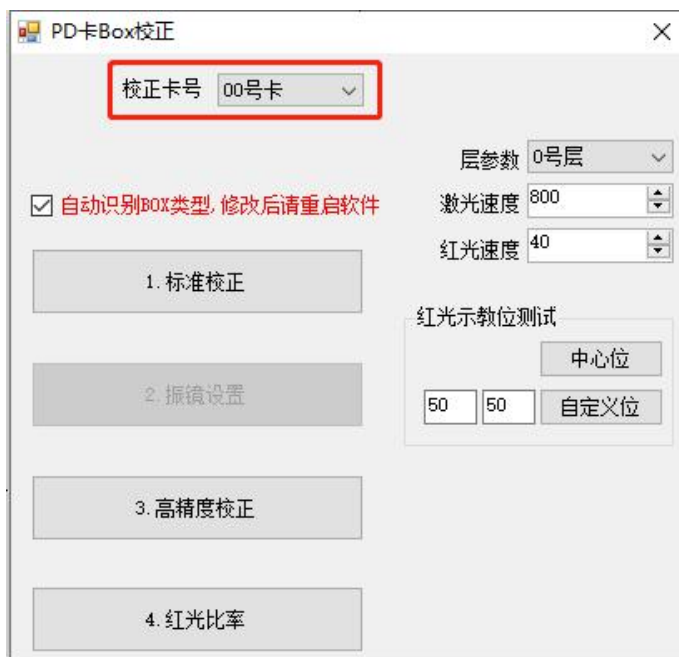 PD卡Box校正
校正卡号 00号卡
层参数 0号层
自动识别BOX类型,修改后请重启软件
激光速度 800
红光速度 40
1.标准校正
红光示教位测试
中心位
2.振镜设置
50 50 自定义位
3.高精度校正
4.红光比率